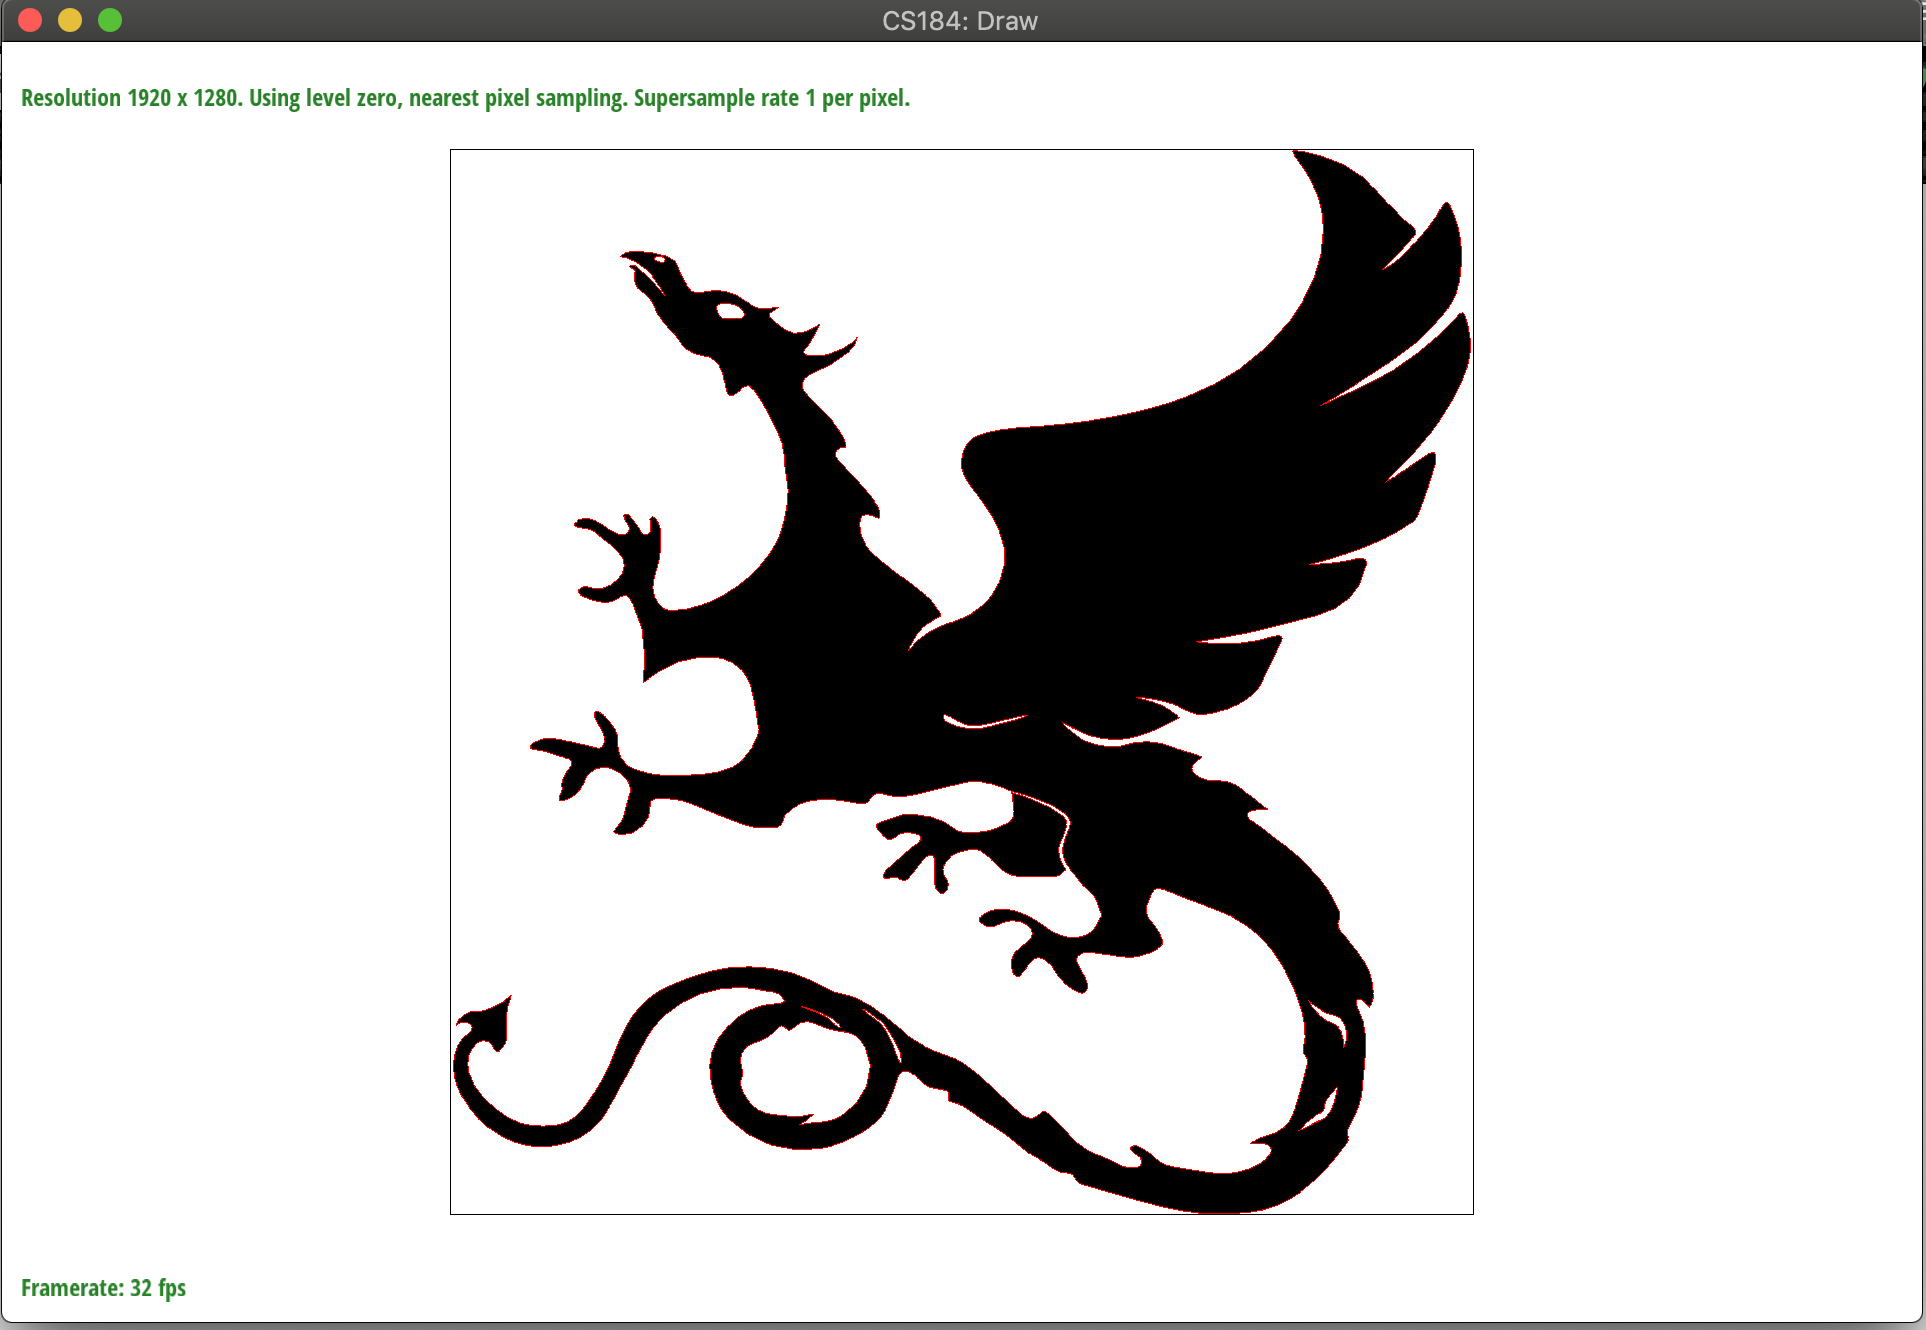 CS184: Draw
Resolution 1920 x 1280. Using level zero, nearest pixel sampling. Supersample rate 1 per pixel.
Framerate: 32 fps